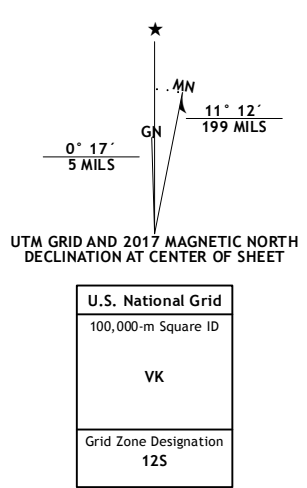 ★
MN
GN
11° 12´
199 MILS
0° 17´
5 MILS
UTM GRID AND 2017 MAGNETIC NORTH
DECLINATION AT CENTER OF SHEET
U.S. National Grid
100,000-m Square ID
VK
Grid Zone Designation
12S